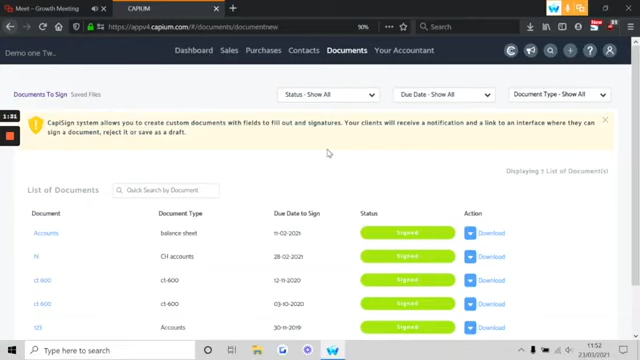 Meet – Growth Meeting
CAPIUM
https://appv4.capium.com/#/documents/documentnew
90%
Search
New
Demo one Tw...
Dashboard Sales Purchases Contacts Documents Your Accountant
Documents To Sign Saved Files
Status - Show All
Due Date - Show All
Document Type - Show All
1:31
CapiSign system allows you to create custom documents with fields to fill out and signatures. Your clients will receive a notification and a link to an interface where they can
sign a document, reject it or save as a draft.
Displaying 7 List of Document(s)
List of Documents
Quick Search by Document
Document Document Type Due Date to Sign Status Action
Accounts balance sheet 11-02-2021 Signed Download
N CH accounts 28-02-2021 Signed Download
ct 600 ct-600 12-11-2020 Signed Download
ct 600 ct-600 03-10-2020 Signed Download
123 Accounts 30-11-2019 Signed Download
Type here to search
11:52
23/03/2021